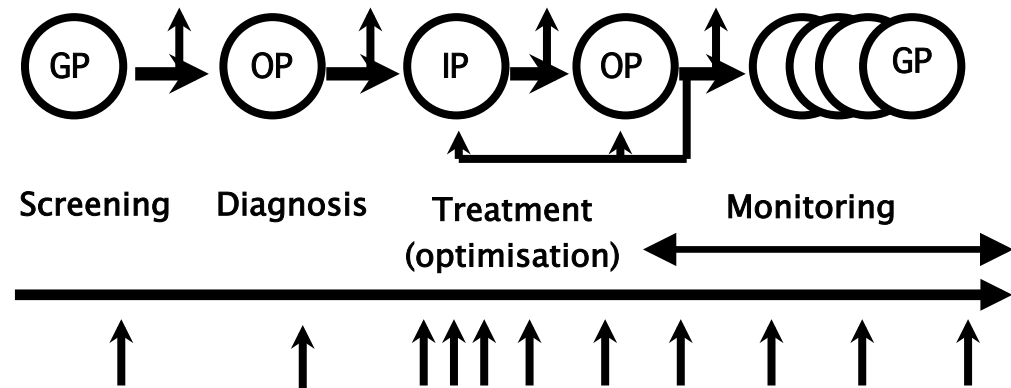 GP
OP
IP
OP
GP
Screening
Diagnosis
Treatment
(optimisation)
Monitoring